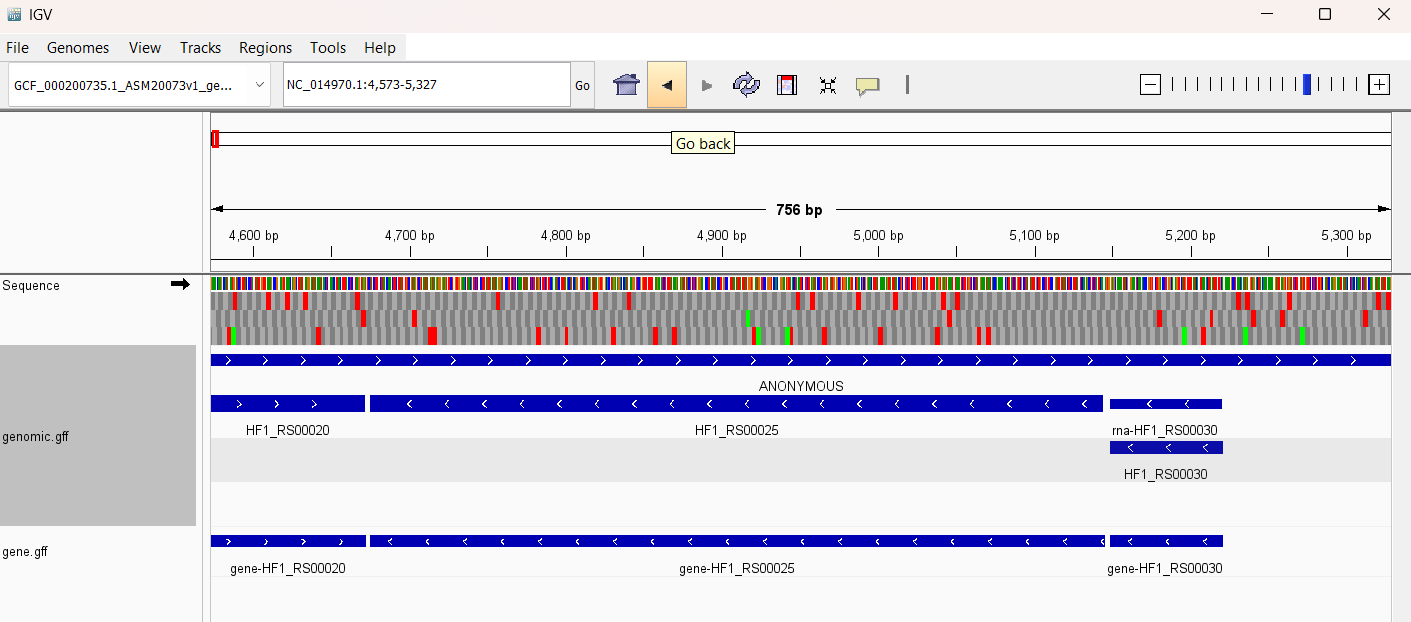 IGV
File Genomes View Tracks Regions Tools Help
GCF_000200735.1_ASM20073v1_ge... NC_014970.1:4,573-5,327 Go
Go back
756 bp
4,600 bp 4,700 bp 4,800 bp 4,900 bp 5,000 bp 5,100 bp 5,200 bp 5,300 bp
Sequence
ANONYMOUS
HF1_RS00020 HF1_RS00025 rna-HF1_RS00030
genomic.gff
HF1_RS00030
gene.gff
gene-HF1_RS00020 gene-HF1_RS00025 gene-HF1_RS00030